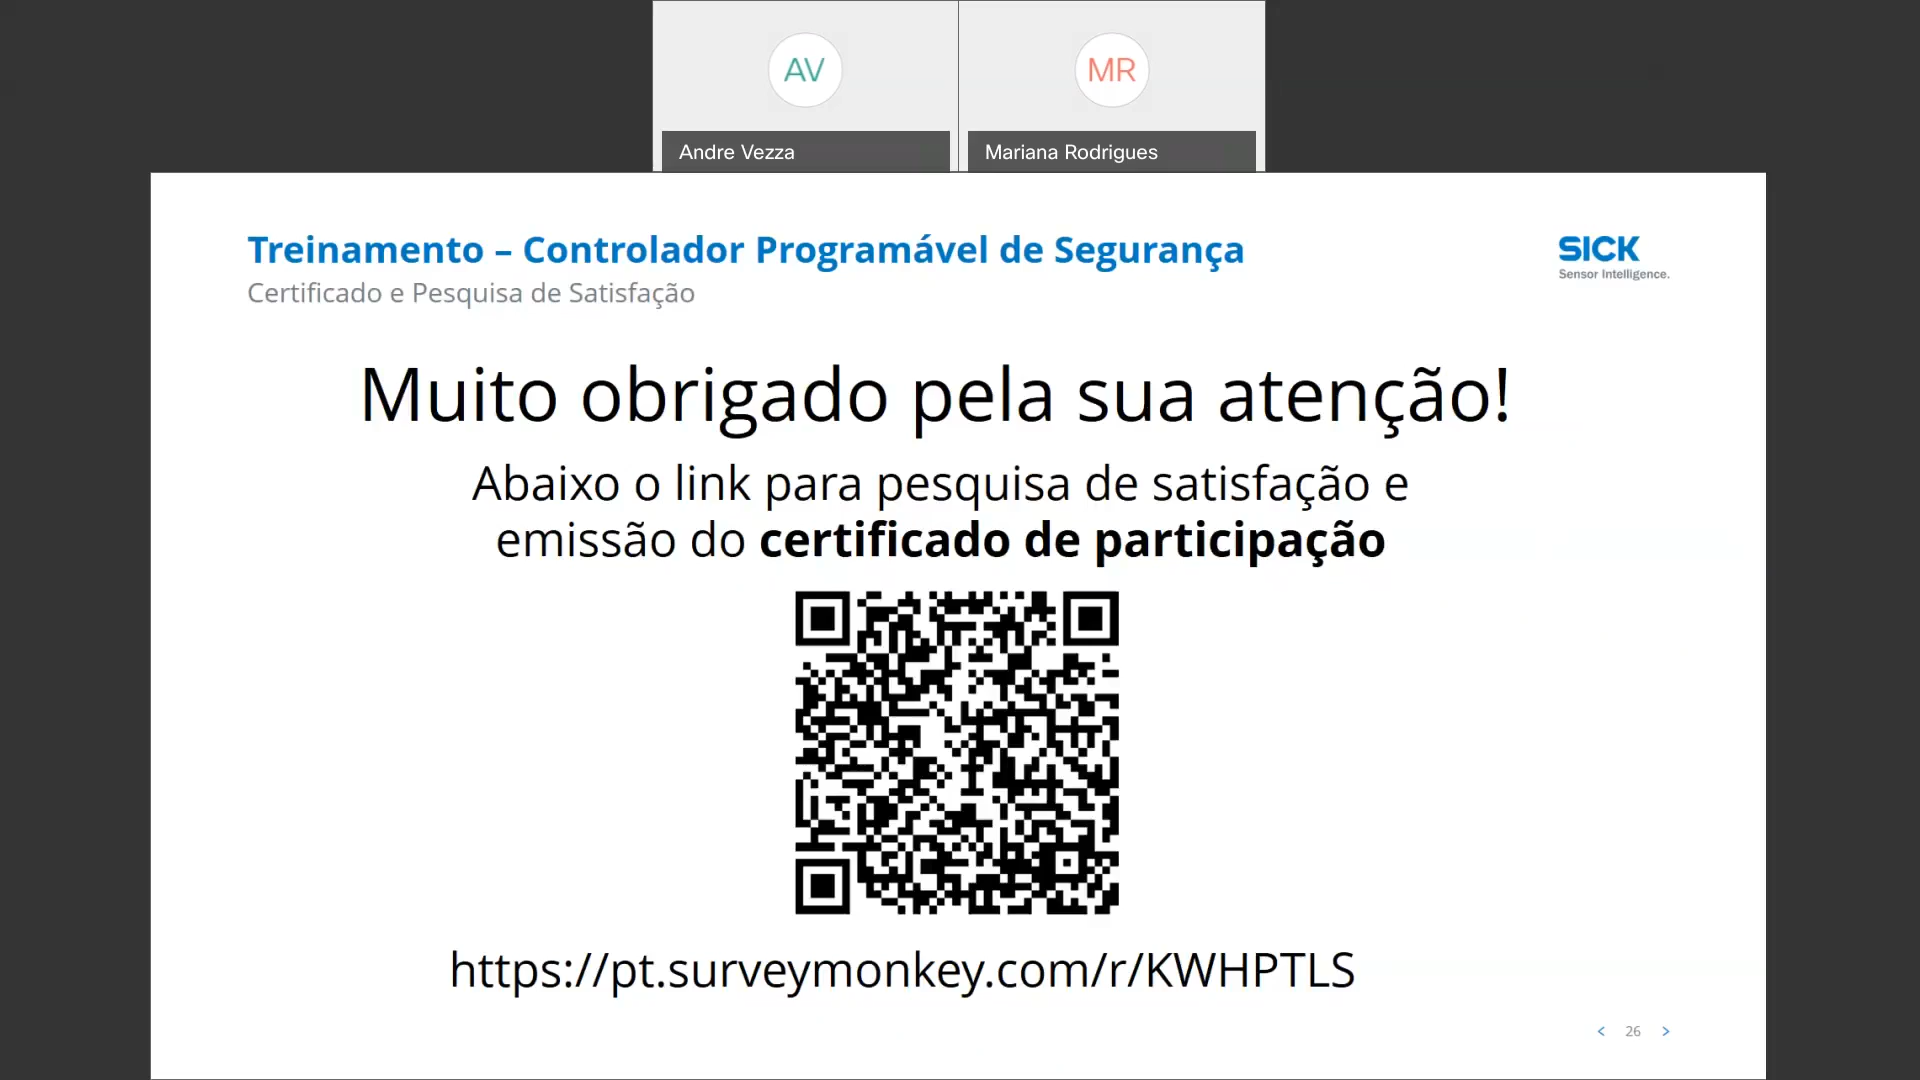 AV
MR
Andre Vezza
Mariana Rodrigues
Treinamento – Controlador Programável de Segurança
Certificado e Pesquisa de Satisfação
SICK
Sensor Intelligence.
Muito obrigado pela sua atenção!
Abaixo o link para pesquisa de satisfação e
emissão do certificado de participação
https://pt.surveymonkey.com/r/KWHPTLS
< 26 >